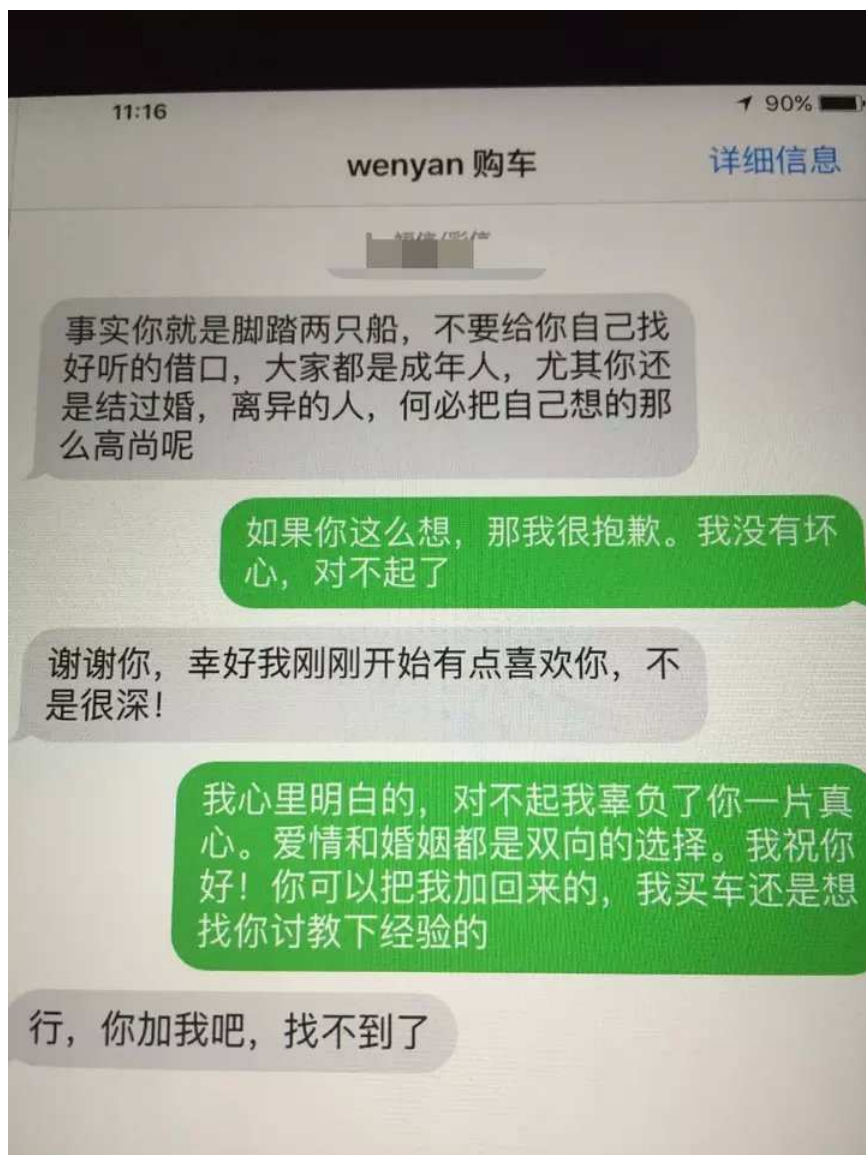 11:16
90%
wenyan 购车
详细信息
短信/彩信
事实你就是脚踏两只船，不要给你自己找
好听的借口，大家都是成年人，尤其你还
是结过婚，离异的人，何必把自己想的那
么高尚呢
如果你这么想，那我很抱歉。我没有坏
心，对不起了
谢谢你，幸好我刚刚开始有点喜欢你，不
是很深！
我心里明白的，对不起我辜负了你一片真
心。爱情和婚姻都是双向的选择。我祝你
好！你可以把我加回来的，我买车还是想
找你讨教下经验的
行，你加我吧，找不到了